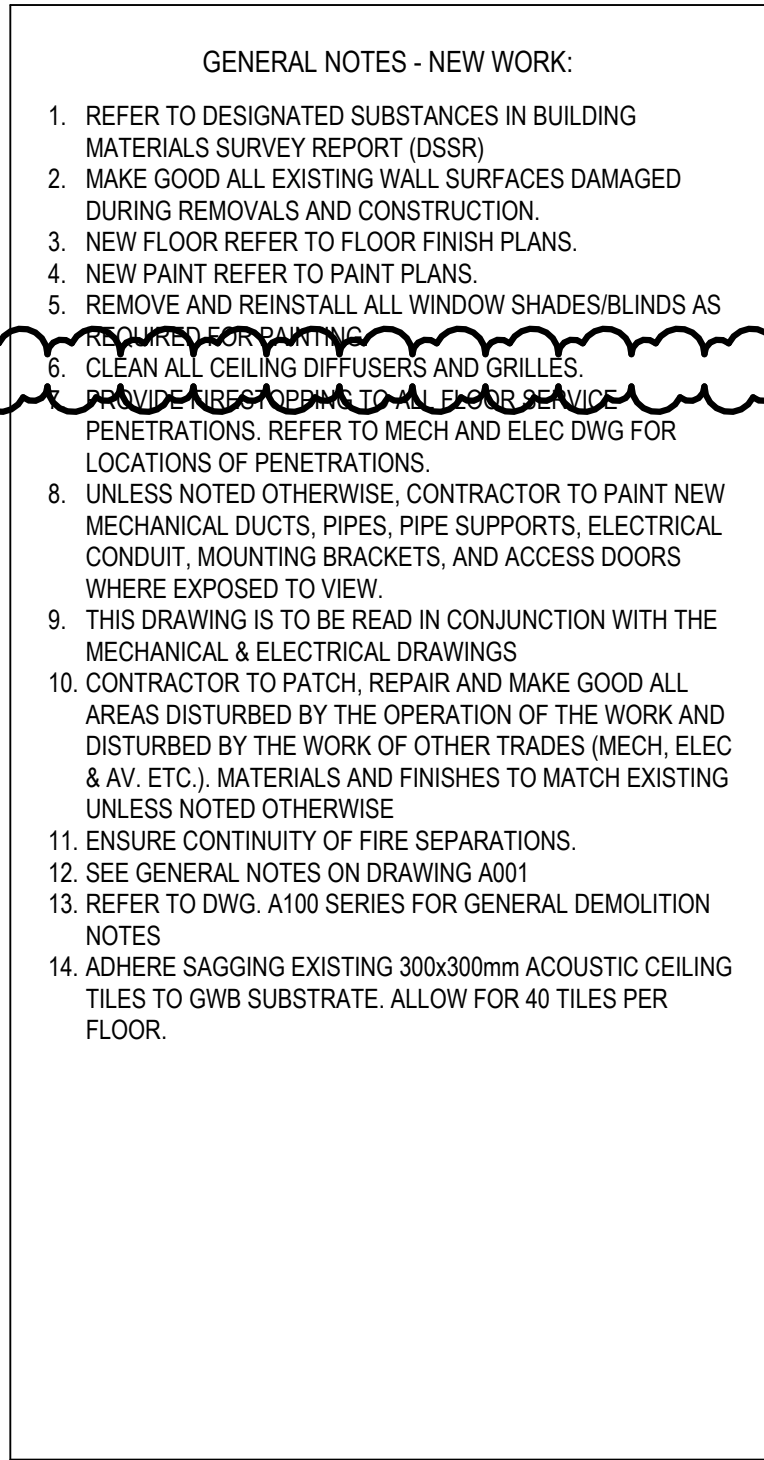 GENERAL NOTES - NEW WORK:
1. REFER TO DESIGNATED SUBSTANCES IN BUILDING
MATERIALS SURVEY REPORT (DSSR)
2. MAKE GOOD ALL EXISTING WALL SURFACES DAMAGED
DURING REMOVALS AND CONSTRUCTION.
3. NEW FLOOR REFER TO FLOOR FINISH PLANS.
4. NEW PAINT REFER TO PAINT PLANS.
5. REMOVE AND REINSTALL ALL WINDOW SHADES/BLINDS AS
REQUIRED FOR PAINTING
6. CLEAN ALL CEILING DIFFUSERS AND GRILLES.
7. PROVIDE FIRESTOPPING TO ALL FLOOR SERVICE
PENETRATIONS. REFER TO MECH AND ELEC DWG FOR
LOCATIONS OF PENETRATIONS.
8. UNLESS NOTED OTHERWISE, CONTRACTOR TO PAINT NEW
MECHANICAL DUCTS, PIPES, PIPE SUPPORTS, ELECTRICAL
CONDUIT, MOUNTING BRACKETS, AND ACCESS DOORS
WHERE EXPOSED TO VIEW.
9. THIS DRAWING IS TO BE READ IN CONJUNCTION WITH THE
MECHANICAL & ELECTRICAL DRAWINGS
10. CONTRACTOR TO PATCH, REPAIR AND MAKE GOOD ALL
AREAS DISTURBED BY THE OPERATION OF THE WORK AND
DISTURBED BY THE WORK OF OTHER TRADES (MECH, ELEC
& AV. ETC.). MATERIALS AND FINISHES TO MATCH EXISTING
UNLESS NOTED OTHERWISE
11. ENSURE CONTINUITY OF FIRE SEPARATIONS.
12. SEE GENERAL NOTES ON DRAWING A001
13. REFER TO DWG. A100 SERIES FOR GENERAL DEMOLITION
NOTES
14. ADHERE SAGGING EXISTING 300x300mm ACOUSTIC CEILING
TILES TO GWB SUBSTRATE. ALLOW FOR 40 TILES PER
FLOOR.